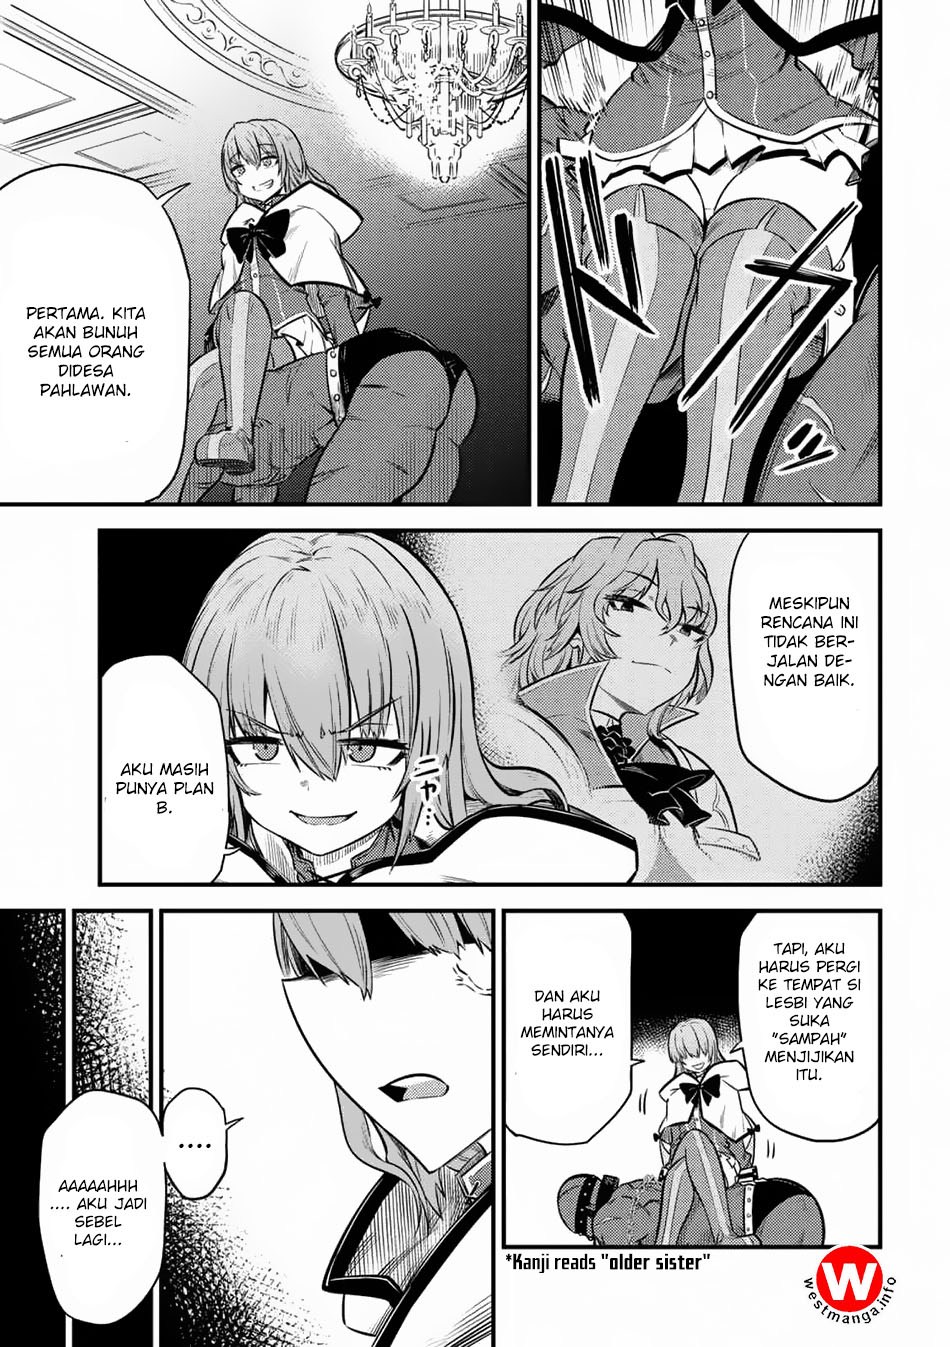 ドカッ
PERTAMA. KITA
AKAN BUNUH
SEMUA ORANG
DIDESA
PAHLAWAN.
MESKIPUN
RENCANA INI
TIDAK BER-
JALAN DE-
NGAN BAIK.
AKU MASIH
PUNYA PLAN
B.
ニャ…
TAPI, AKU
HARUS PERGI
KE TEMPAT SI
LESBI YANG
SUKA
"SAMPAH"
MENJIJIKAN
ITU.
DAN AKU
HARUS
MEMINTANYA
SENDIRI...
*Kanji reads "older sister"
....
AAAAAHHH
.... AKU JADI
SEBEL
LAGI...
W
westmanga.info